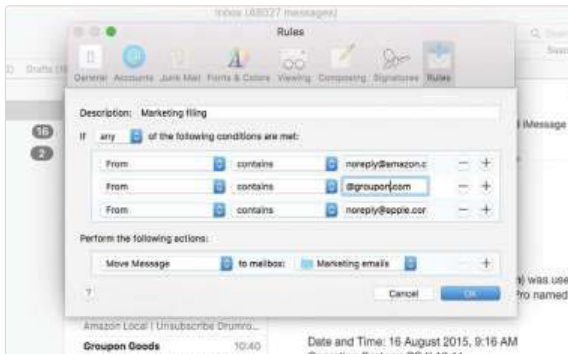 Inbox (48027 messages)
Rules
General Accounts Junk Mail Fonts & Colors Viewing Composing Signatures Rules
Drafts
Description: Marketing filing
If any of the following conditions are met:
16
iMessage
2
From contains noreply@amazon.c
From contains @groupon.com
From contains noreply@apple.cor
Perform the following actions:
Move Message to mailbox: Marketing emails
was use
? Cancel OK
Pro named
Amazon Local | Unsubscribe Drumro...
Groupon Goods 10:40
Date and Time: 16 August 2015, 9:16 AM